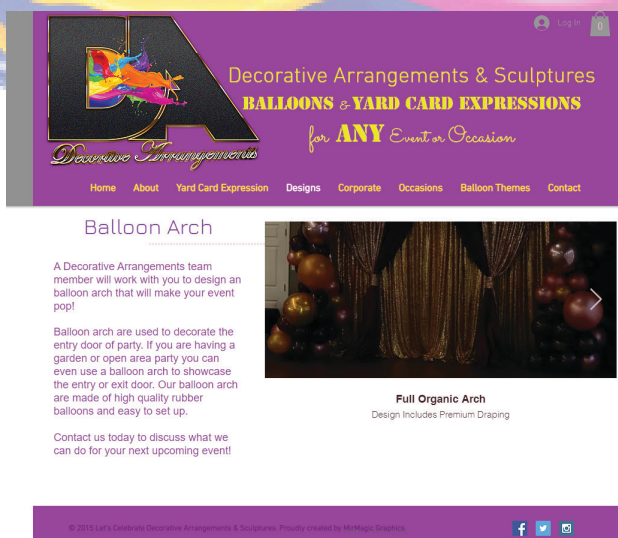 Log In
0
DA
Decorative Arrangements
Decorative Arrangements & Sculptures
BALLOONS & YARD CARD EXPRESSIONS
for ANY Event or Occasion
Home About Yard Card Expression Designs Corporate Occasions Balloon Themes Contact
Balloon Arch
A Decorative Arrangements team
member will work with you to design an
balloon arch that will make your event
pop!
Balloon arch are used to decorate the
entry door of party. If you are having a
garden or open area party you can
even use a balloon arch to showcase
the entry or exit door. Our balloon arch
are made of high quality rubber
balloons and easy to set up.
Contact us today to discuss what we
can do for your next upcoming event!
Full Organic Arch
Design Includes Premium Draping
© 2015 Let's Celebrate Decorative Arrangements & Sculptures. Proudly created by MirMagic Graphics.